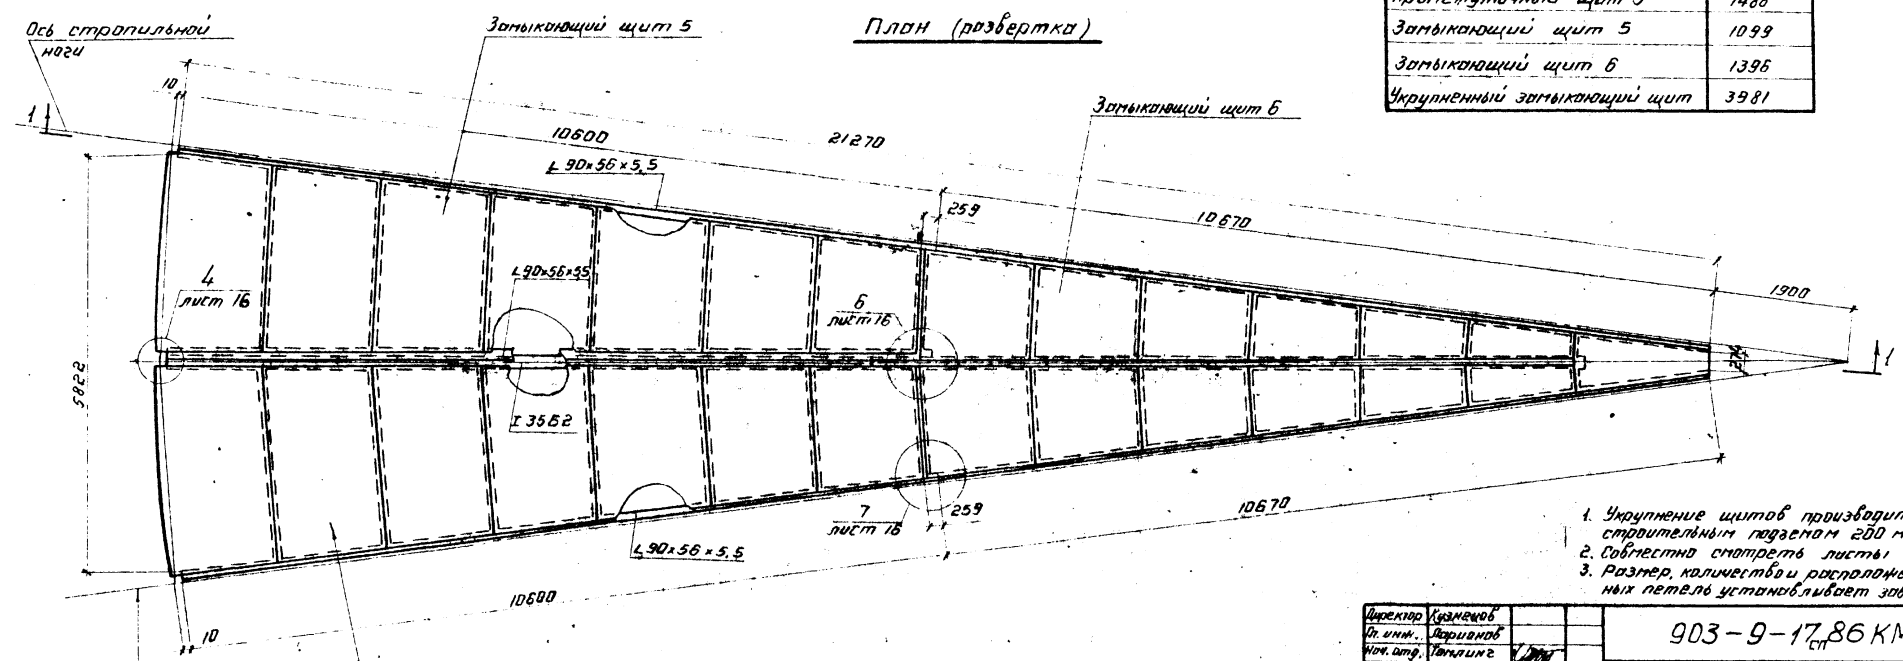 Ось стропильной
ноги
Замыкающий щит 5
План (развертка)
1488
Замыкающий щит 5 1099
Замыкающий щит 6 1396
Укрупненный замыкающий щит 3981
Замыкающий щит 6
10
1
10600
21270
L 90×56×5,5
259
10670
1900
4
лист 16
L 90×56×5,5
6
лист 16
5822
I 35Б2
1
7
лист 16
259
10670
L 90×56×5,5
10600
10
1. Укрупнение щитов производит
строительным подъемом 200 м
2. Совместно смотреть листы
3. Размер, количество и расположе
ных петель устанавливает зав
Директор Кузнецов
Гл. инж. Ларионов
Нач. отд. Тамлинг
903-9-17сп.86 КМ